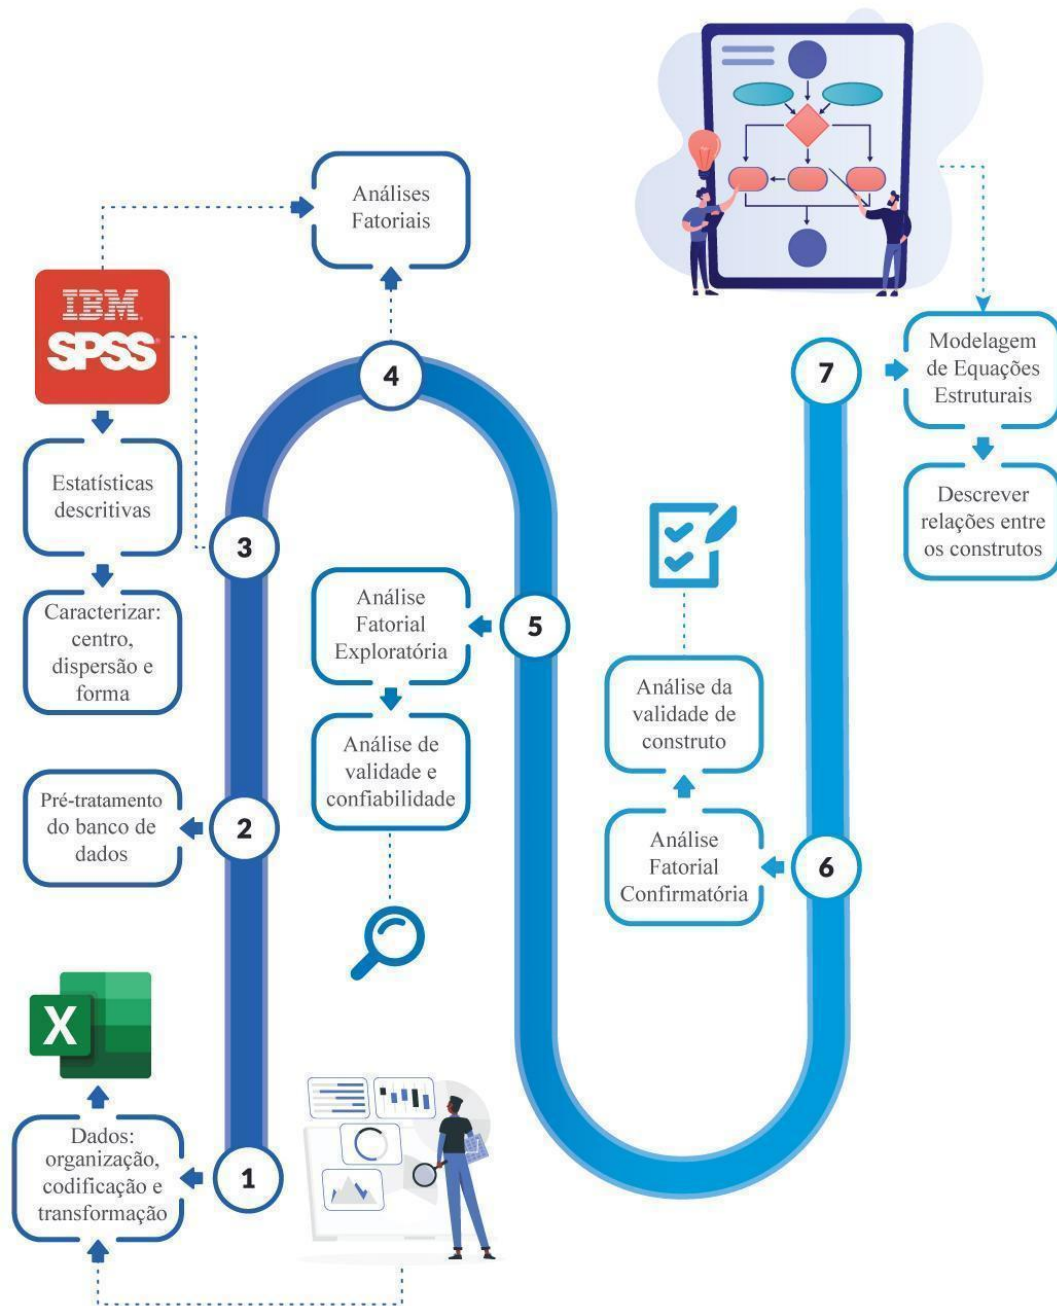 Análises
Fatoriais
IBM
SPSS
4
7
Modelagem
de Equações
Estruturais
Estatísticas
descritivas
3
Descrever
relações entre
os construtos
Caracterizar:
centro,
dispersão e
forma
Análise
Fatorial
Exploratória
5
Análise da
validade de
construto
Análise de
validade e
confiabilidade
Pré-tratamento
do banco de
dados
2
Análise
Fatorial
Confirmatória
6
X
Dados:
organização,
codificação e
transformação
1